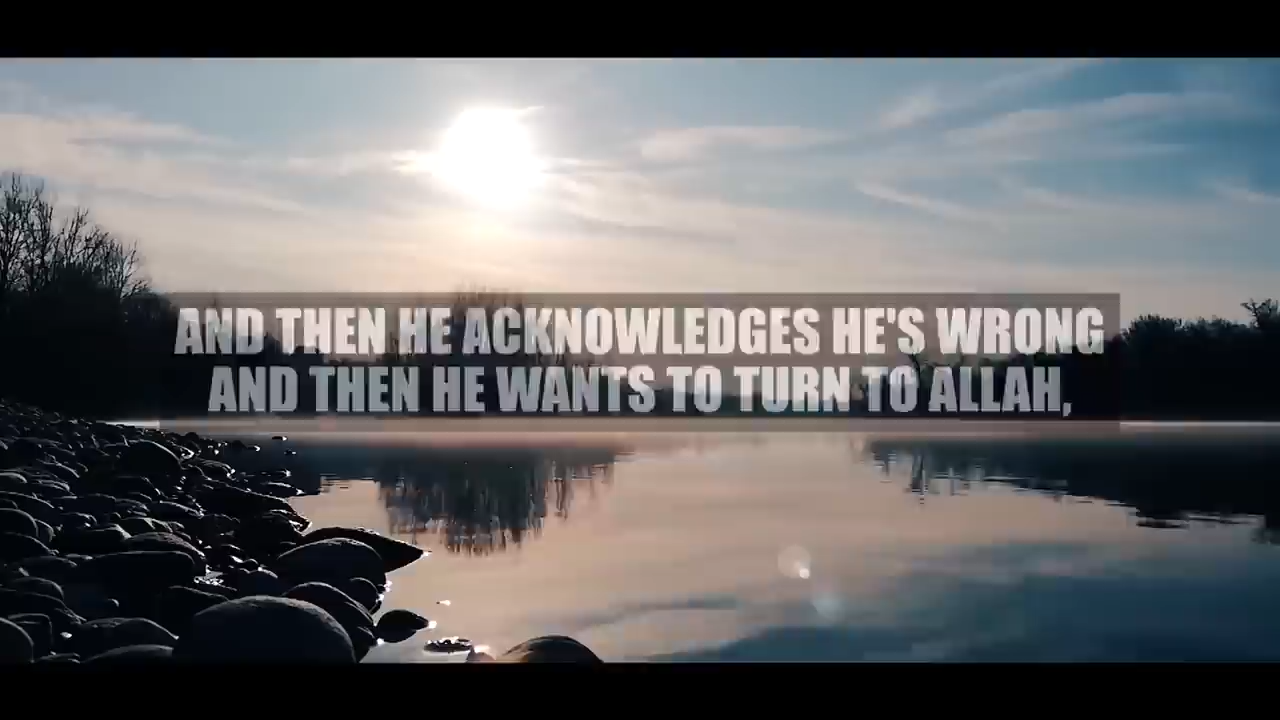 AND THEN HE ACKNOWLEDGES HE'S WRONG
AND THEN HE WANTS TO TURN TO ALLAH,